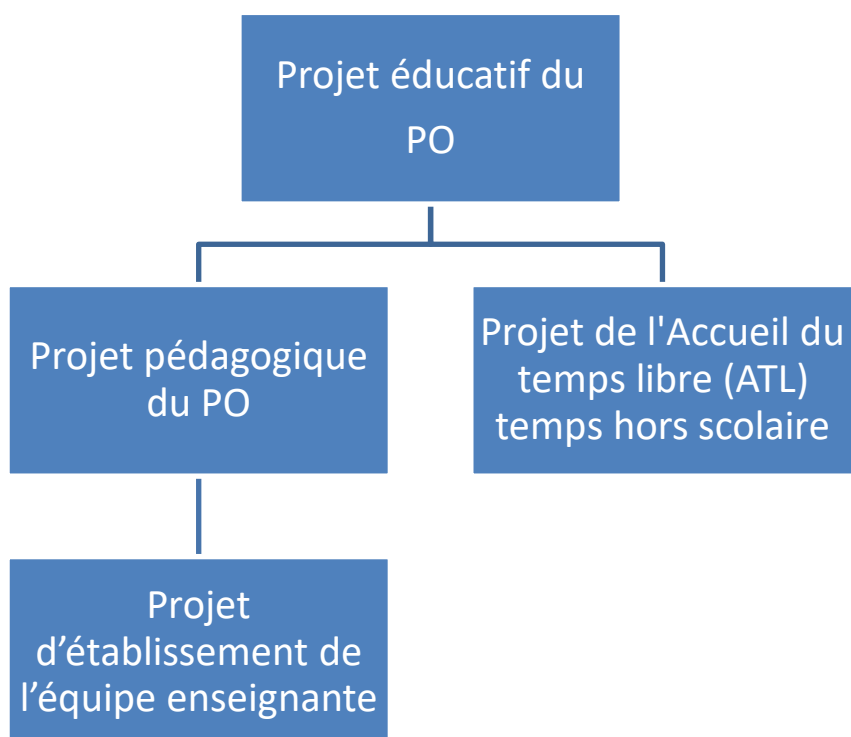 Projet éducatif du
PO
Projet pédagogique
du PO
Projet de l'Accueil du
temps libre (ATL)
temps hors scolaire
Projet
d’établissement de
l’équipe enseignante